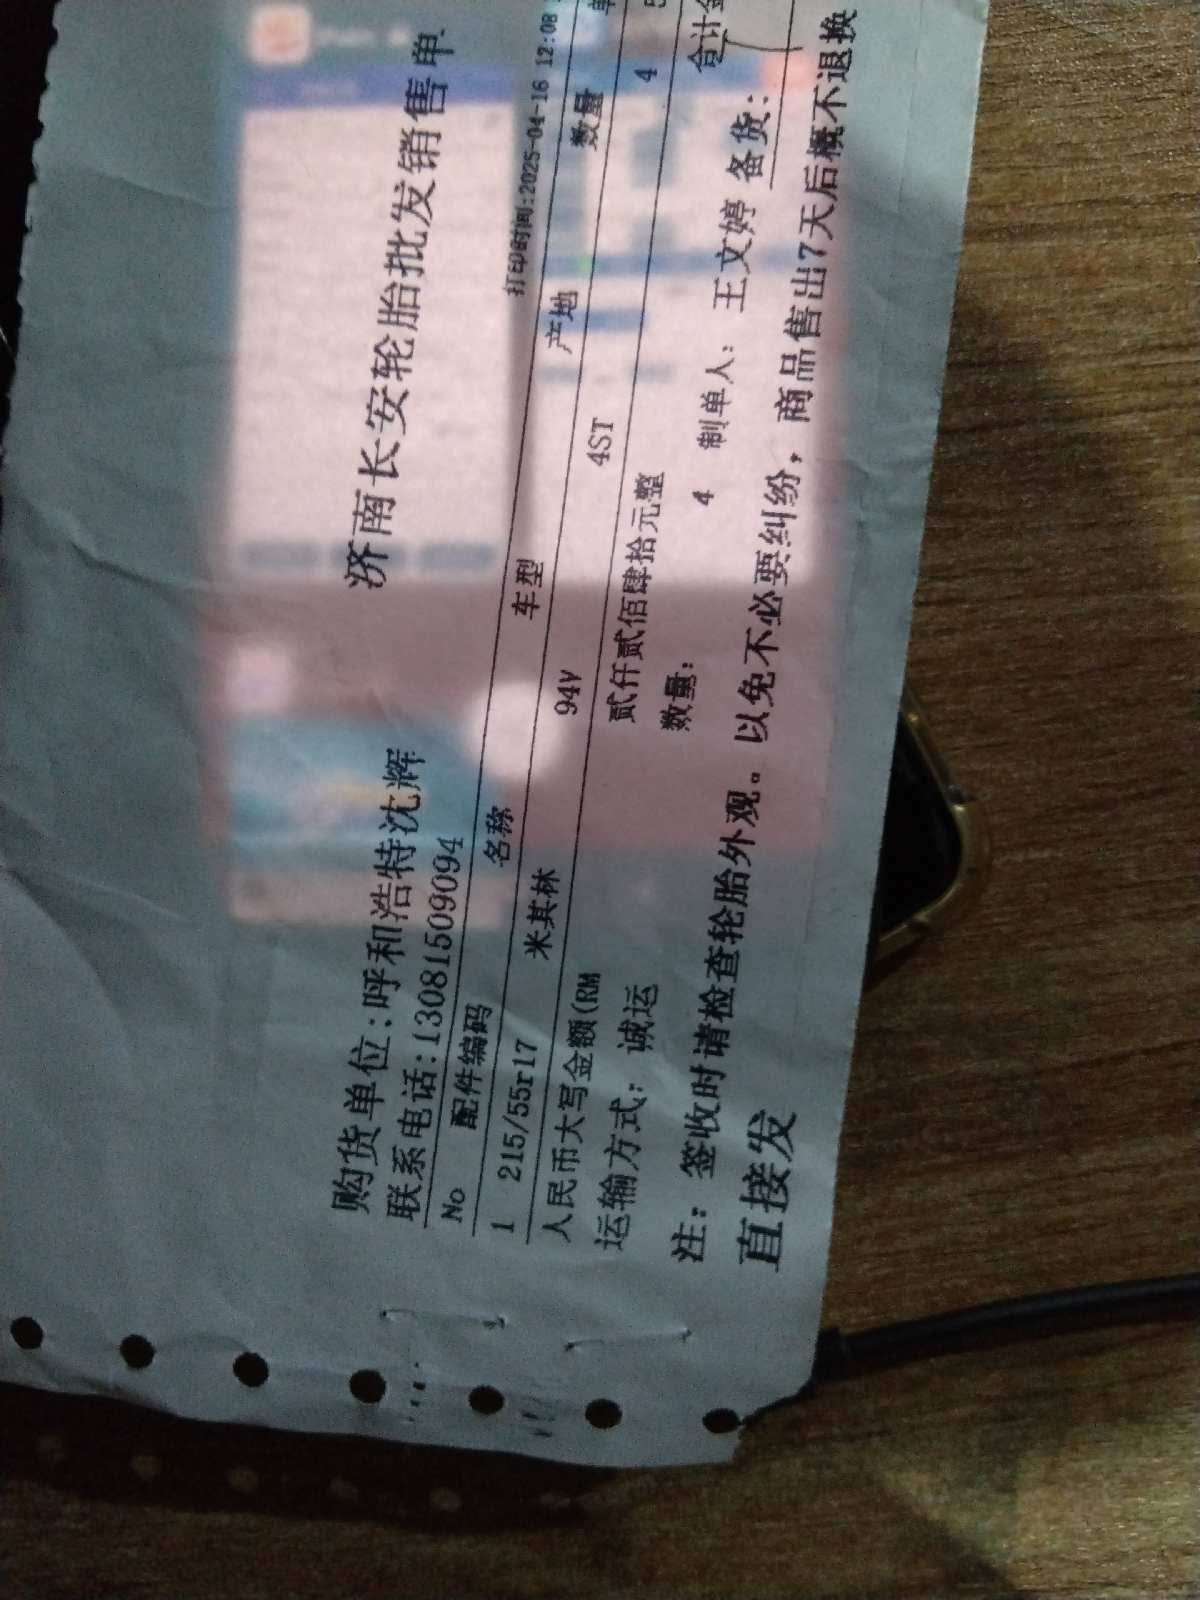 济南长安轮胎批发销售单
购货单位:呼和浩特沈辉
联系电话:13081509094 打印时间:2025-04-16 12:08
No 配件编码 名称 车型 产地 数量 单
1 215/55r17 米其林 94V 4ST 4 5
人民币大写金额(RM 贰仟贰佰肆拾元整 合计金
运输方式: 诚运 数量: 4 制单人: 王文婷 备货:
注: 签收时请检查轮胎外观。以免不必要纠纷,商品售出7天后概不退换
直接发